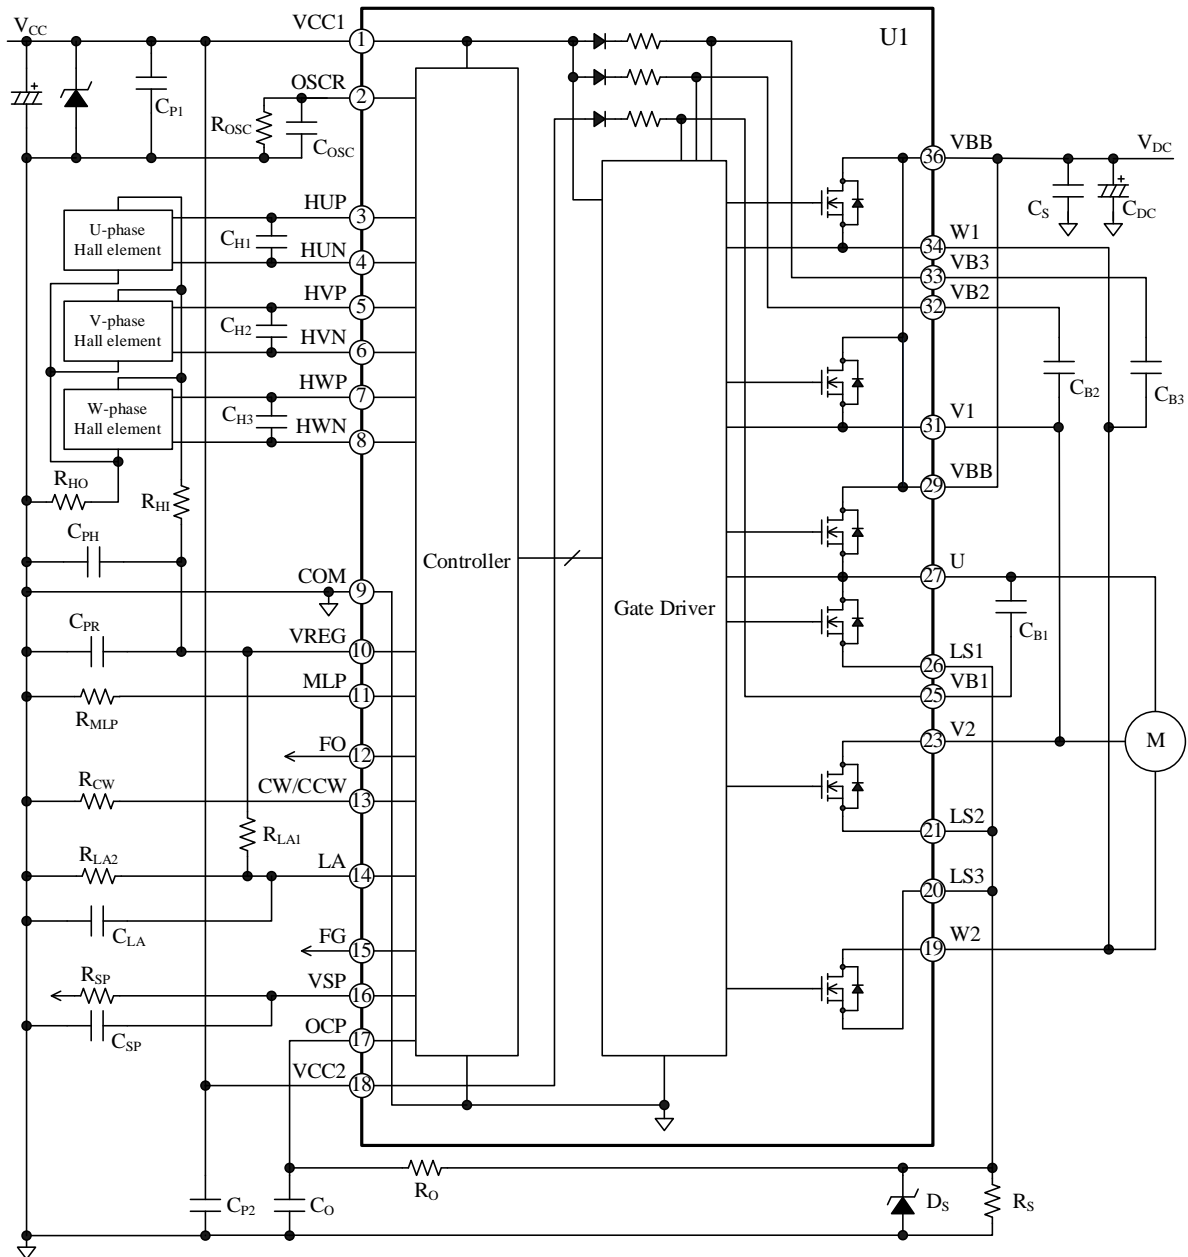 VCC
VCC1
1
U1
OSCR
2
CP1
ROSC
COSC
36
VBB
VDC
CS
CDC
HUP
3
U-phase
Hall element
CH1
HUN
4
34
W1
33
VB3
32
VB2
HVP
5
V-phase
Hall element
CH2
HVN
6
HWP
7
W-phase
Hall element
CH3
HWN
8
CB2
CB3
31
V1
29
VBB
RHO
RHI
CPH
Controller
Gate Driver
COM
9
27
U
CB1
CPR
VREG
10
26
LS1
MLP
11
25
VB1
RMLP
FO
12
23
V2
M
RCW
CW/CCW
13
RLA1
21
LS2
RLA2
LA
14
20
LS3
CLA
FG
15
19
W2
RSP
VSP
16
CSP
OCP
17
VCC2
18
RO
CP2
CO
DS
RS